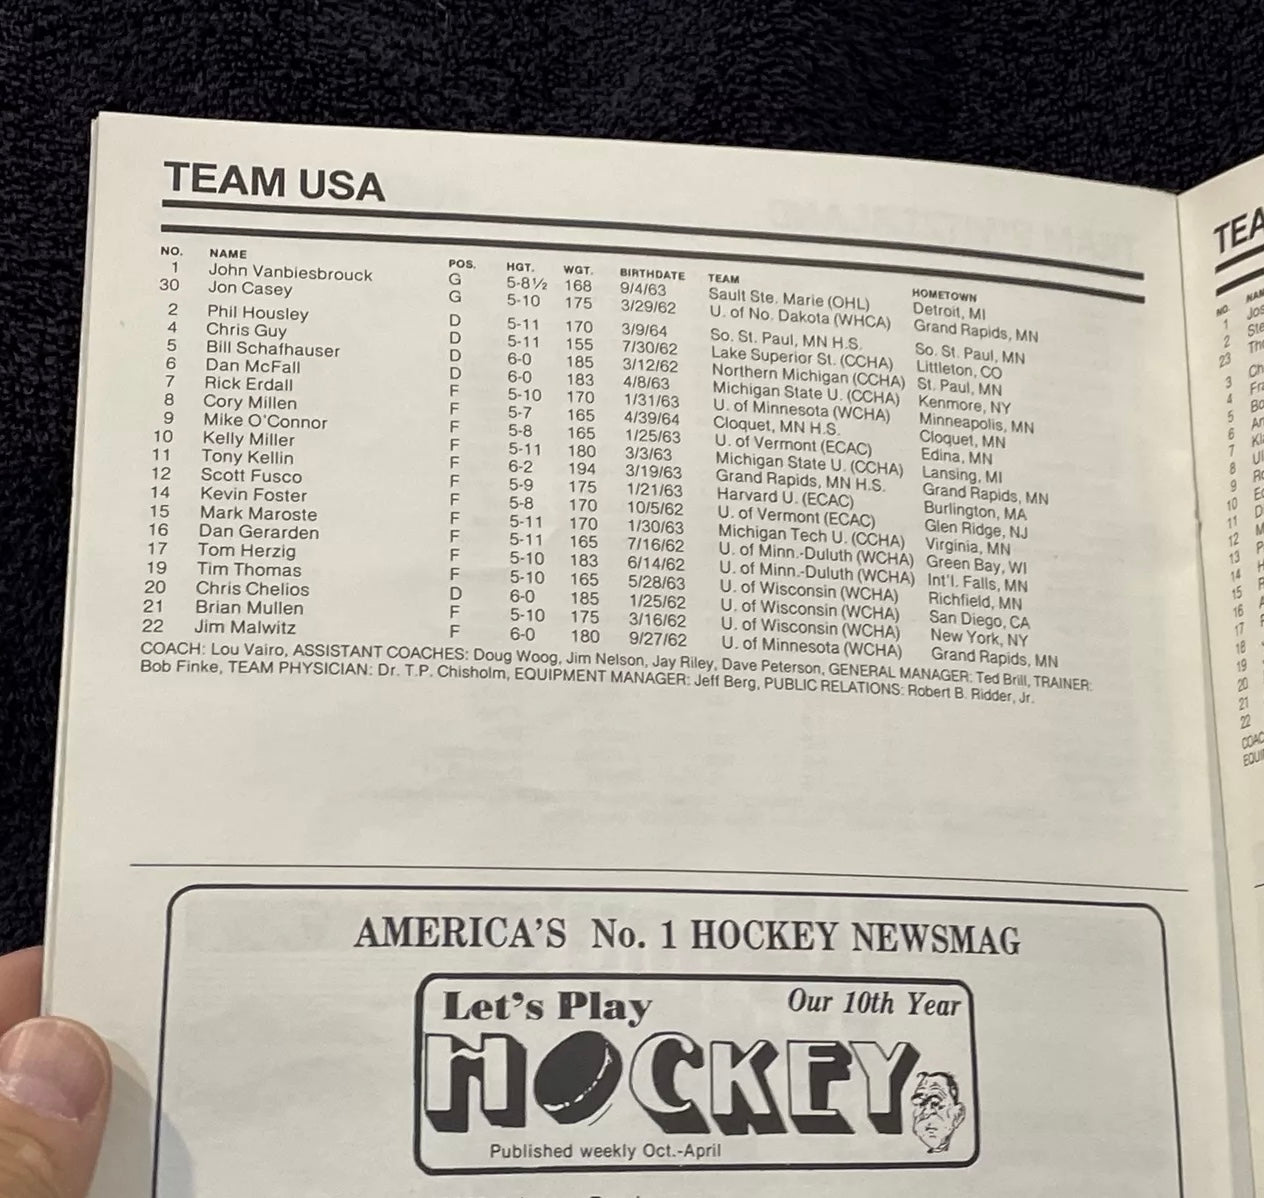 TEAM USA
NO. NAME POS. HGT. WGT. BIRTHDATE TEAM HOMETOWN
1 John Vanbiesbrouck G 5-8½ 168 9/4/63 Sault Ste. Marie (OHL) Detroit, MI
30 Jon Casey G 5-10 175 3/29/62 U. of No. Dakota (WHCA) Grand Rapids, MN
2 Phil Housley D 5-11 170 3/9/64 So. St. Paul, MN H.S. So. St. Paul, MN
4 Chris Guy D 5-11 155 7/30/62 Lake Superior St. (CCHA) Littleton, CO
5 Bill Schafhauser D 6-0 185 3/12/62 Northern Michigan (CCHA) St. Paul, MN
6 Dan McFall D 6-0 183 4/8/63 Michigan State U. (CCHA) Kenmore, NY
7 Rick Erdall F 5-10 170 1/31/63 U. of Minnesota (WCHA) Minneapolis, MN
8 Cory Millen F 5-7 165 4/39/64 Cloquet, MN H.S. Cloquet, MN
9 Mike O'Connor F 5-8 165 1/25/63 U. of Vermont (ECAC) Edina, MN
10 Kelly Miller F 5-11 180 3/3/63 Michigan State U. (CCHA) Lansing, MI
11 Tony Kellin F 6-2 194 3/19/63 Grand Rapids, MN H.S. Grand Rapids, MN
12 Scott Fusco F 5-9 175 1/21/63 Harvard U. (ECAC) Burlington, MA
14 Kevin Foster F 5-8 170 10/5/62 U. of Vermont (ECAC) Glen Ridge, NJ
15 Mark Maroste F 5-11 170 1/30/63 Michigan Tech U. (CCHA) Virginia, MN
16 Dan Gerarden F 5-11 165 7/16/62 U. of Minn.-Duluth (WCHA) Green Bay, WI
17 Tom Herzig F 5-10 183 6/14/62 U. of Minn.-Duluth (WCHA) Int'l. Falls, MN
19 Tim Thomas F 5-10 165 5/28/63 U. of Wisconsin (WCHA) Richfield, MN
20 Chris Chelios D 6-0 185 1/25/62 U. of Wisconsin (WCHA) San Diego, CA
21 Brian Mullen F 5-10 175 3/16/62 U. of Wisconsin (WCHA) New York, NY
22 Jim Malwitz F 6-0 180 9/27/62 U. of Minnesota (WCHA) Grand Rapids, MN
COACH: Lou Vairo, ASSISTANT COACHES: Doug Woog, Jim Nelson, Jay Riley, Dave Peterson, GENERAL MANAGER: Ted Brill, TRAINER:
Bob Finke, TEAM PHYSICIAN: Dr. T.P. Chisholm, EQUIPMENT MANAGER: Jeff Berg, PUBLIC RELATIONS: Robert B. Ridder, Jr.
AMERICA'S No. 1 HOCKEY NEWSMAG
Let's Play Our 10th Year
HOCKEY
Published weekly Oct.-April